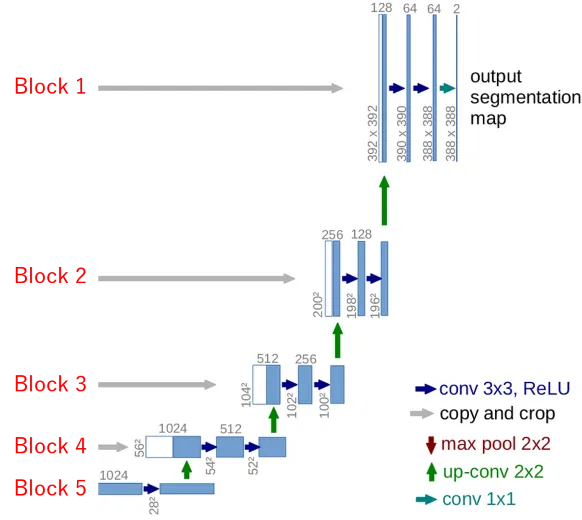 128 64 64 2
Block 1
392 x 392
390 x 390
388 x 388
388 x 388
output
segmentation
map
256 128
Block 2
200²
198²
196²
512 256
Block 3
104²
102²
100²
conv 3x3, ReLU
copy and crop
max pool 2x2
up-conv 2x2
conv 1x1
1024 512
Block 4
56²
54²
52²
1024
Block 5
28²